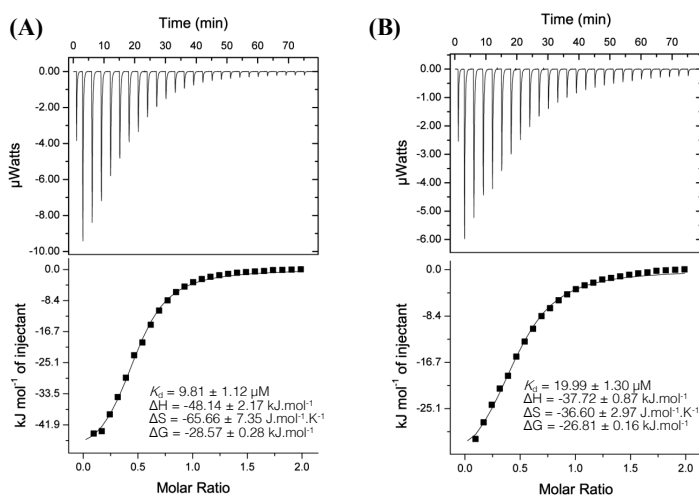 (A)
Time (min)
0 10 20 30 40 50 60 70
0.00
-2.00
-4.00
-6.00
-8.00
-10.00
µWatts
0.0
-8.4
-16.7
-25.1
-33.5
-41.9
kJ mol⁻¹ of injectant
Kd = 9.81 ± 1.12 µM
ΔH = -48.14 ± 2.17 kJ.mol⁻¹
ΔS = -65.66 ± 7.35 J.mol⁻¹.K⁻¹
ΔG = -28.57 ± 0.28 kJ.mol⁻¹
0.0 0.5 1.0 1.5 2.0
Molar Ratio
(B)
Time (min)
0 10 20 30 40 50 60 70
0.00
-1.00
-2.00
-3.00
-4.00
-5.00
-6.00
µWatts
0.0
-8.4
-16.7
-25.1
kJ mol⁻¹ of injectant
Kd = 19.99 ± 1.30 µM
ΔH = -37.72 ± 0.87 kJ.mol⁻¹
ΔS = -36.60 ± 2.97 J.mol⁻¹.K⁻¹
ΔG = -26.81 ± 0.16 kJ.mol⁻¹
0.0 0.5 1.0 1.5 2.0
Molar Ratio